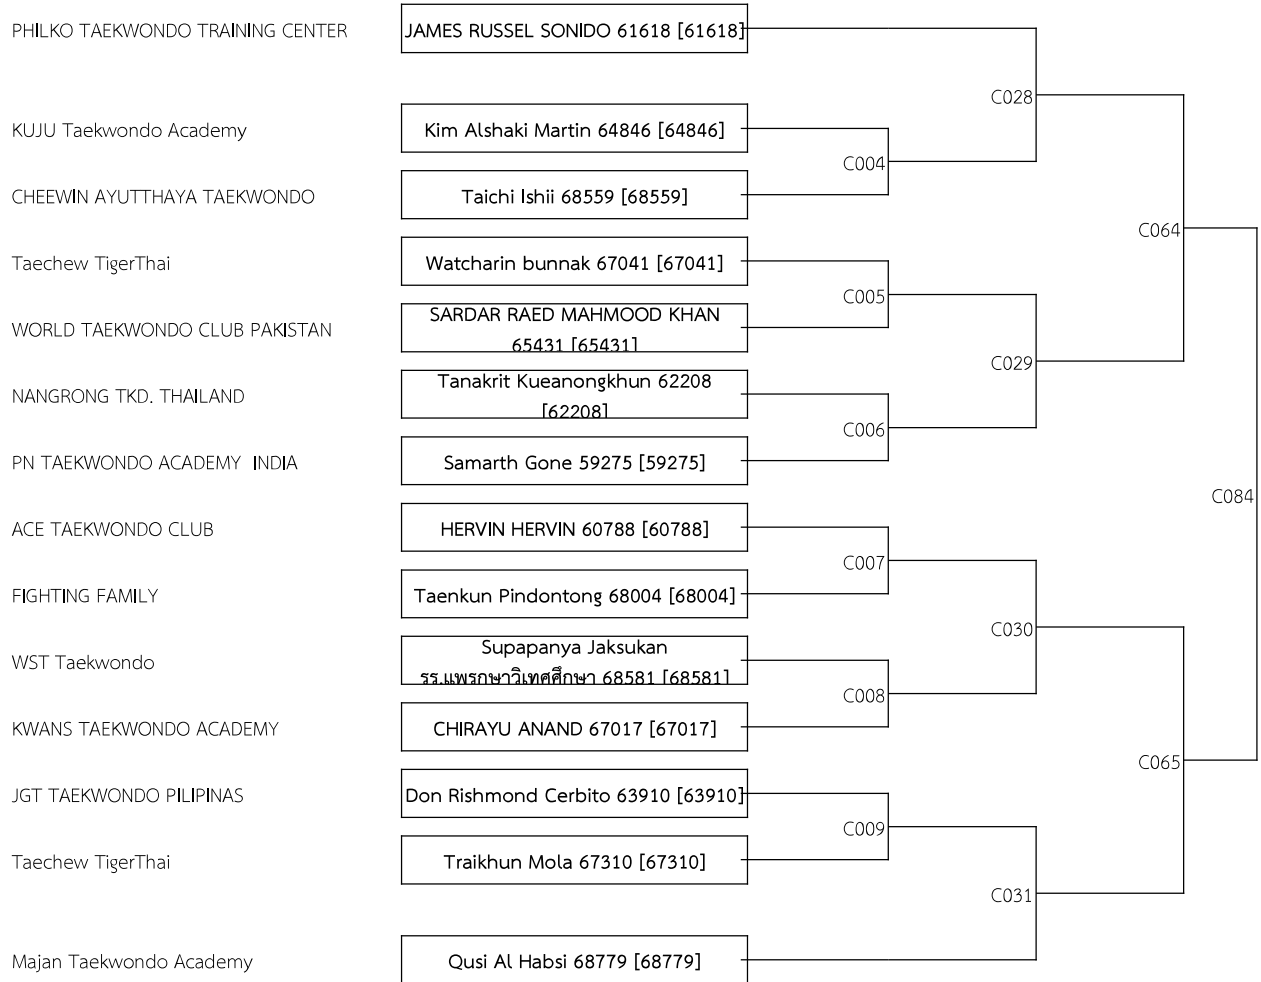 PHILKO TAEKWONDO TRAINING CENTER
JAMES RUSSEL SONIDO 61618 [61618]
C028
KUJU Taekwondo Academy
Kim Alshaki Martin 64846 [64846]
C004
CHEEWIN AYUTTHAYA TAEKWONDO
Taichi Ishii 68559 [68559]
C064
Taechew TigerThai
Watcharin bunnak 67041 [67041]
C005
WORLD TAEKWONDO CLUB PAKISTAN
SARDAR RAED MAHMOOD KHAN
65431 [65431]
C029
NANGRONG TKD. THAILAND
Tanakrit Kueanongkhun 62208
[62208]
C006
PN TAEKWONDO ACADEMY  INDIA
Samarth Gone 59275 [59275]
C084
ACE TAEKWONDO CLUB
HERVIN HERVIN 60788 [60788]
C007
FIGHTING FAMILY
Taenkun Pindontong 68004 [68004]
C030
WST Taekwondo
Supapanya Jaksukan
รร.แพรกษาวิเทศศึกษา 68581 [68581]
C008
KWANS TAEKWONDO ACADEMY
CHIRAYU ANAND 67017 [67017]
C065
JGT TAEKWONDO PILIPINAS
Don Rishmond Cerbito 63910 [63910]
C009
Taechew TigerThai
Traikhun Mola 67310 [67310]
C031
Majan Taekwondo Academy
Qusi Al Habsi 68779 [68779]